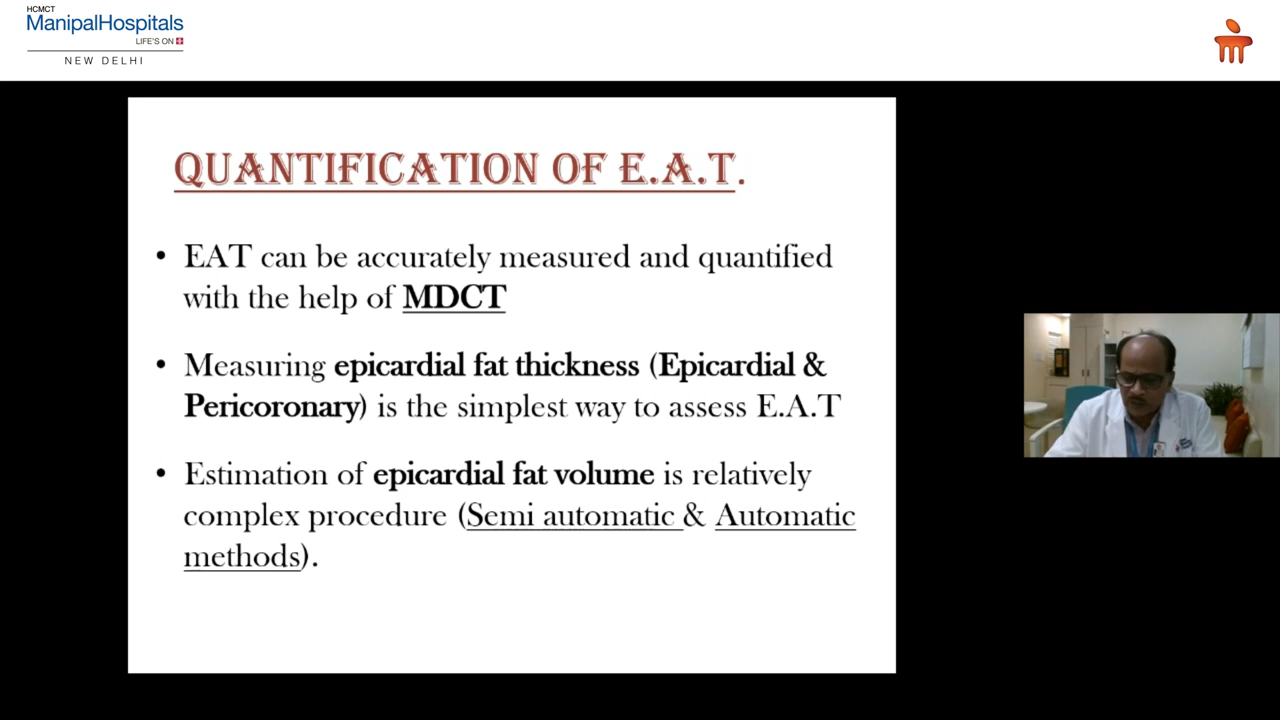 HCMCT
ManipalHospitals
LIFE'S ON
NEW DELHI
QUANTIFICATION OF E.A.T.
• EAT can be accurately measured and quantified
with the help of MDCT
• Measuring epicardial fat thickness (Epicardial &
Pericoronary) is the simplest way to assess E.A.T
• Estimation of epicardial fat volume is relatively
complex procedure (Semi automatic & Automatic
methods).